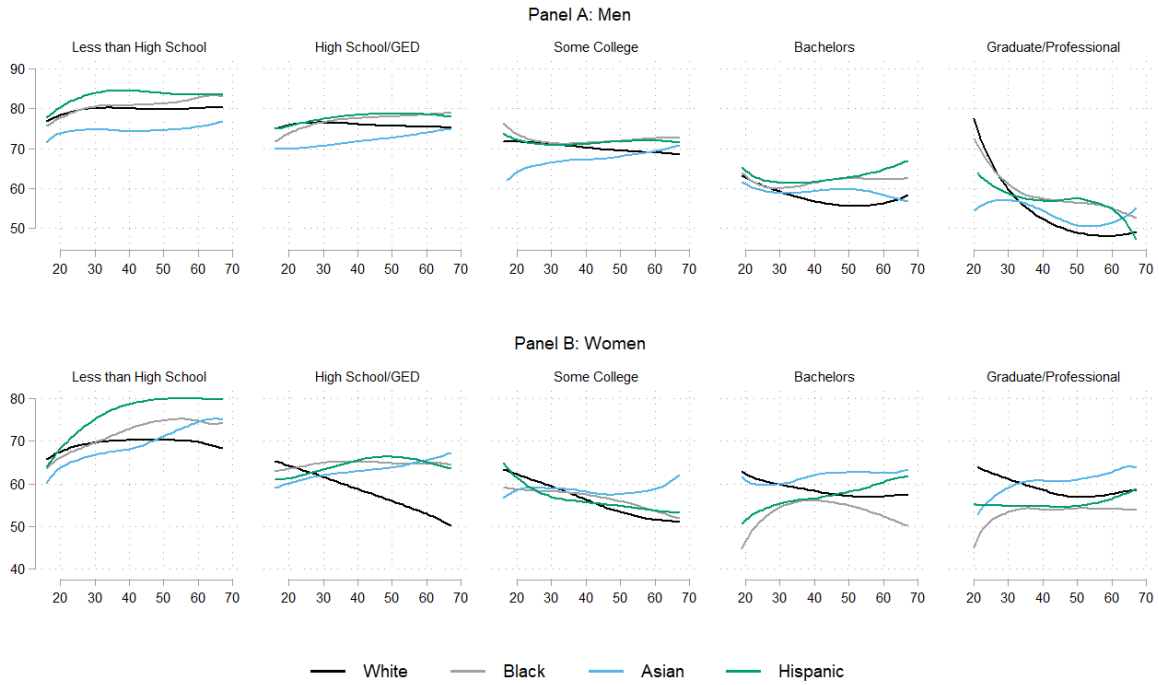 Panel A: Men
Less than High School High School/GED Some College Bachelors Graduate/Professional
90
80
70
60
50
20 30 40 50 60 70 20 30 40 50 60 70 20 30 40 50 60 70 20 30 40 50 60 70 20 30 40 50 60 70
Panel B: Women
Less than High School High School/GED Some College Bachelors Graduate/Professional
80
70
60
50
40
20 30 40 50 60 70 20 30 40 50 60 70 20 30 40 50 60 70 20 30 40 50 60 70 20 30 40 50 60 70
White Black Asian Hispanic